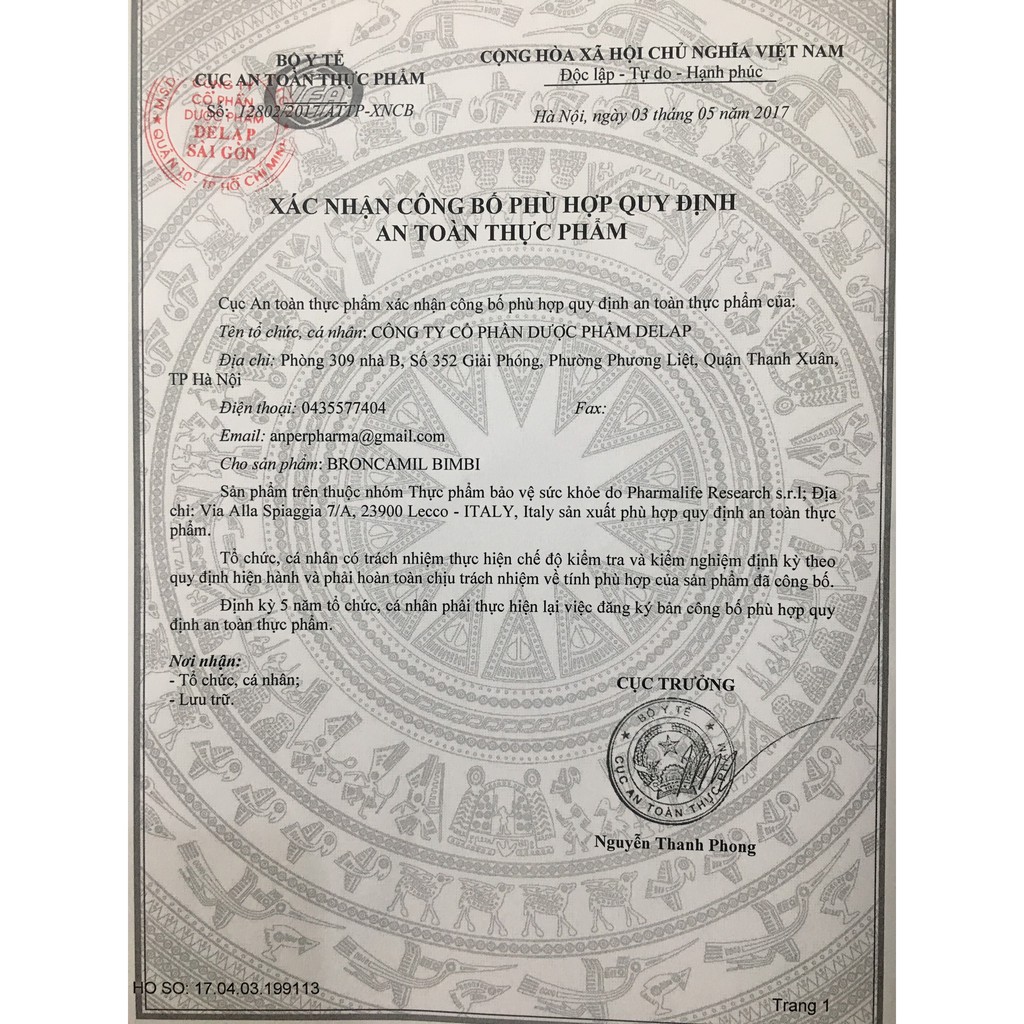 BỘ Y TẾ
CỤC AN TOÀN THỰC PHẨM
Số: 12802/2017/ATTP-XNCB
CỘNG HÒA XÃ HỘI CHỦ NGHĨA VIỆT NAM
Độc lập - Tự do - Hạnh phúc
Hà Nội, ngày 03 tháng 05 năm 2017
CÔNG TY
CỔ PHẦN
DƯỢC PHẨM
DELAP
SÀI GÒN
QUẬN 10 - TP HỒ CHÍ MINH
XÁC NHẬN CÔNG BỐ PHÙ HỢP QUY ĐỊNH
AN TOÀN THỰC PHẨM
Cục An toàn thực phẩm xác nhận công bố phù hợp quy định an toàn thực phẩm của:
Tên tổ chức, cá nhân: CÔNG TY CỔ PHẦN DƯỢC PHẨM DELAP
Địa chỉ: Phòng 309 nhà B, Số 352 Giải Phóng, Phường Phương Liệt, Quận Thanh Xuân,
TP Hà Nội
Điện thoại: 0435577404 Fax:
Email: anperpharma@gmail.com
Cho sản phẩm: BRONCAMIL BIMBI
Sản phẩm trên thuộc nhóm Thực phẩm bảo vệ sức khỏe do Pharmalife Research s.r.l; Địa
chỉ: Via Alla Spiaggia 7/A, 23900 Lecco - ITALY, Italy sản xuất phù hợp quy định an toàn thực
phẩm.
Tổ chức, cá nhân có trách nhiệm thực hiện chế độ kiểm tra và kiểm nghiệm định kỳ theo
quy định hiện hành và phải hoàn toàn chịu trách nhiệm về tính phù hợp của sản phẩm đã công bố.
Định kỳ 5 năm tổ chức, cá nhân phải thực hiện lại việc đăng ký bản công bố phù hợp quy
định an toàn thực phẩm.
Nơi nhận:
- Tổ chức, cá nhân;
- Lưu trữ.
CỤC TRƯỞNG
BỘ Y TẾ
CỤC AN TOÀN THỰC PHẨM
Nguyễn Thanh Phong
HO SO: 17.04.03.199113
Trang 1